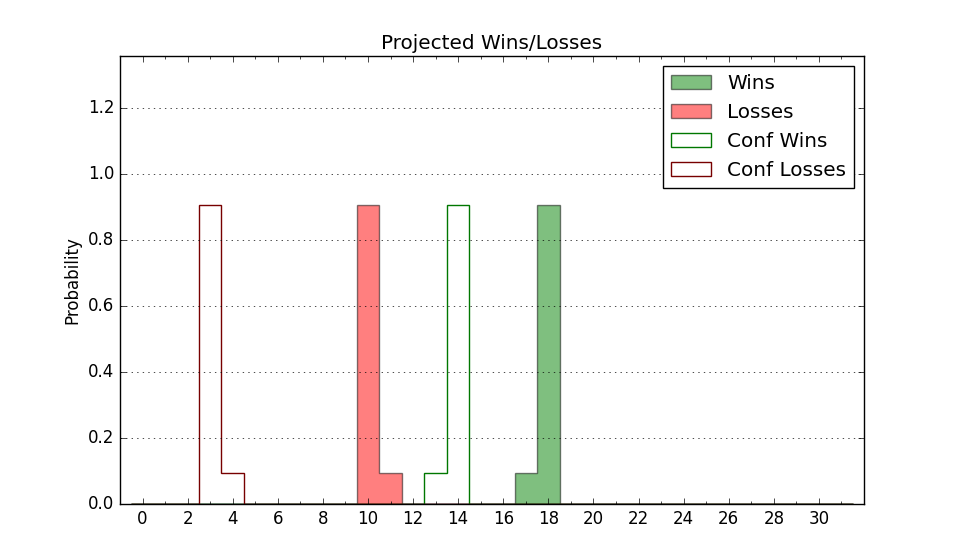 Projected Wins/Losses
Wins
Losses
Conf Wins
Conf Losses
Probability
1.2
1.0
0.8
0.6
0.4
0.2
0.0
0 2 4 6 8 10 12 14 16 18 20 22 24 26 28 30